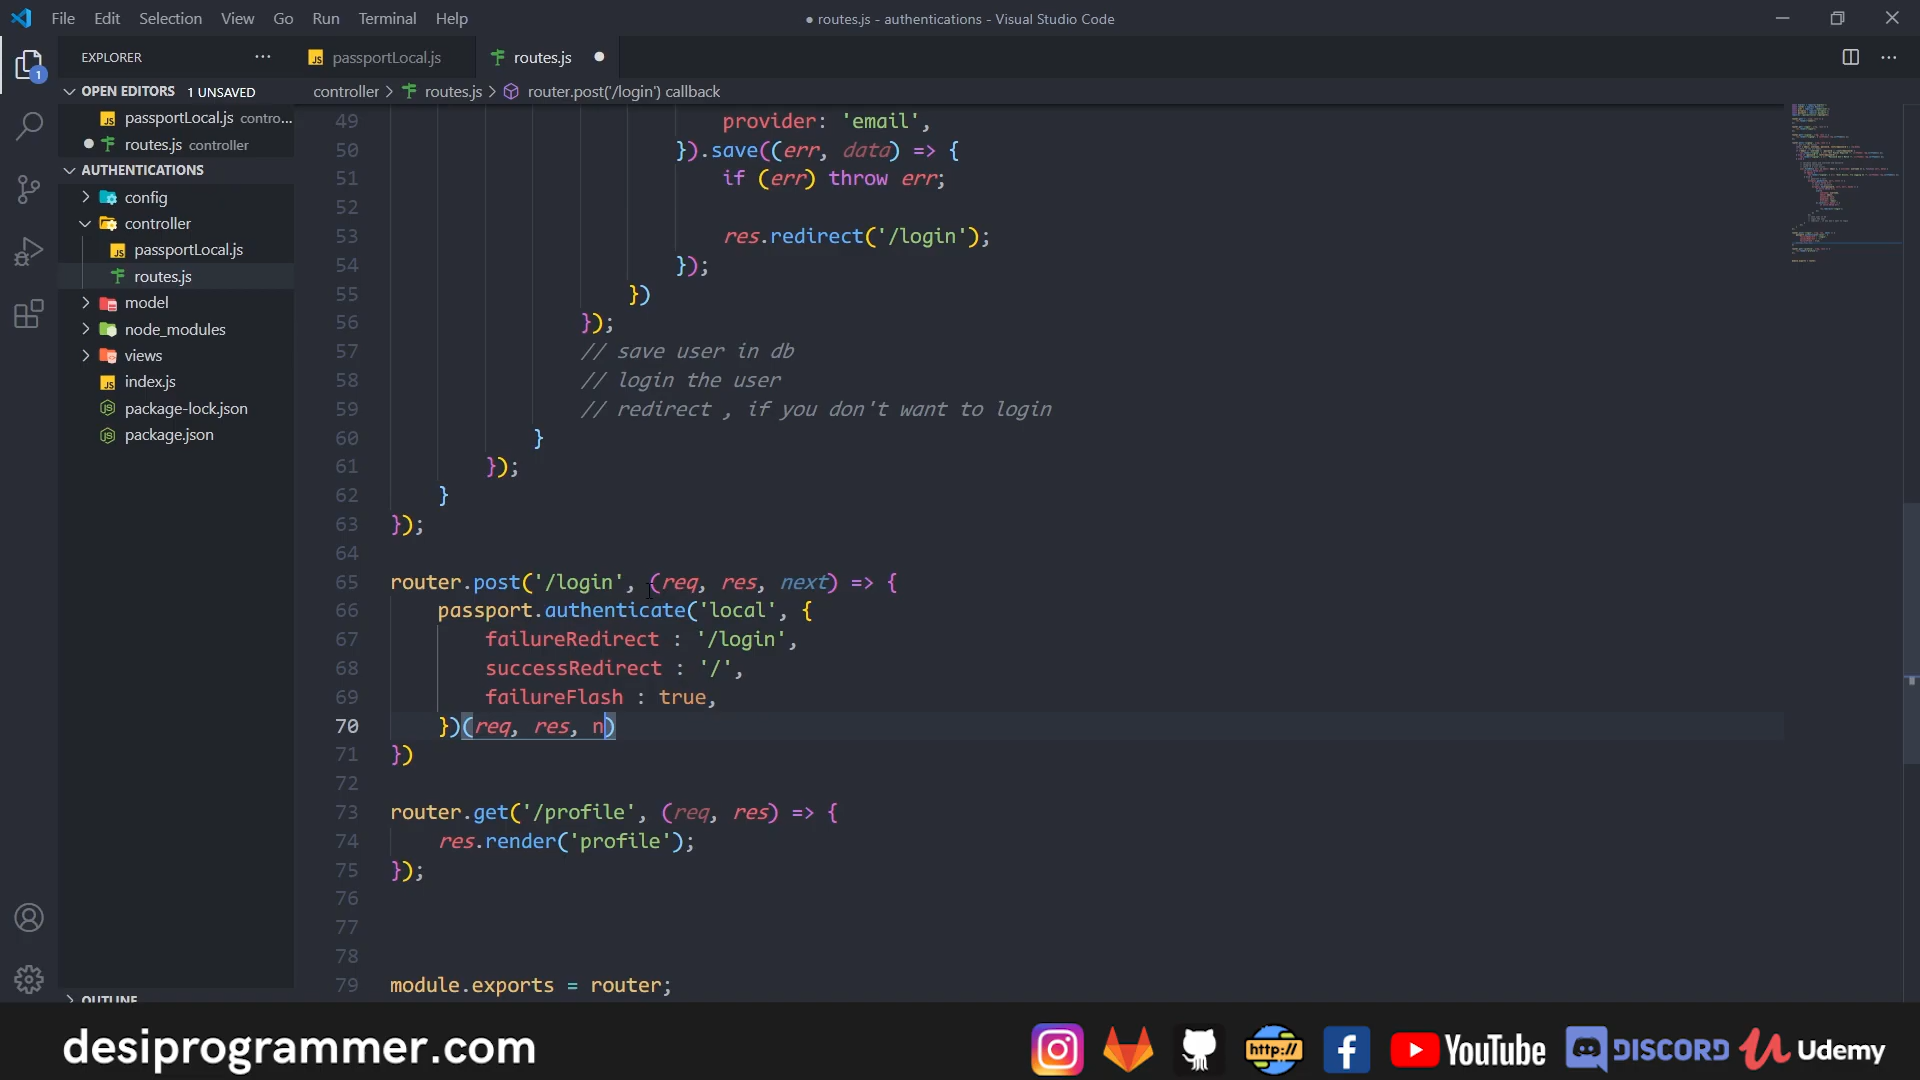 File Edit Selection View Go Run Terminal Help
● routes.js - authentications - Visual Studio Code
EXPLORER
JS passportLocal.js
routes.js
1
OPEN EDITORS 1 UNSAVED
controller > routes.js > router.post('/login') callback
JS passportLocal.js contro...
routes.js controller
AUTHENTICATIONS
config
controller
JS passportLocal.js
routes.js
model
node_modules
views
JS index.js
package-lock.json
package.json
OUTLINE
49 provider: 'email',
50 }).save((err, data) => {
51 if (err) throw err;
52
53 res.redirect('/login');
54 });
55 })
56 });
57 // save user in db
58 // login the user
59 // redirect , if you don't want to login
60 }
61 });
62 }
63 });
64
65 router.post('/login', (req, res, next) => {
66 passport.authenticate('local', {
67 failureRedirect : '/login',
68 successRedirect : '/',
69 failureFlash : true,
70 })(req, res, n)
71 })
72
73 router.get('/profile', (req, res) => {
74 res.render('profile');
75 });
76
77
78
79 module.exports = router;
desiprogrammer.com
http://
f
YouTube
DISCORD
Udemy